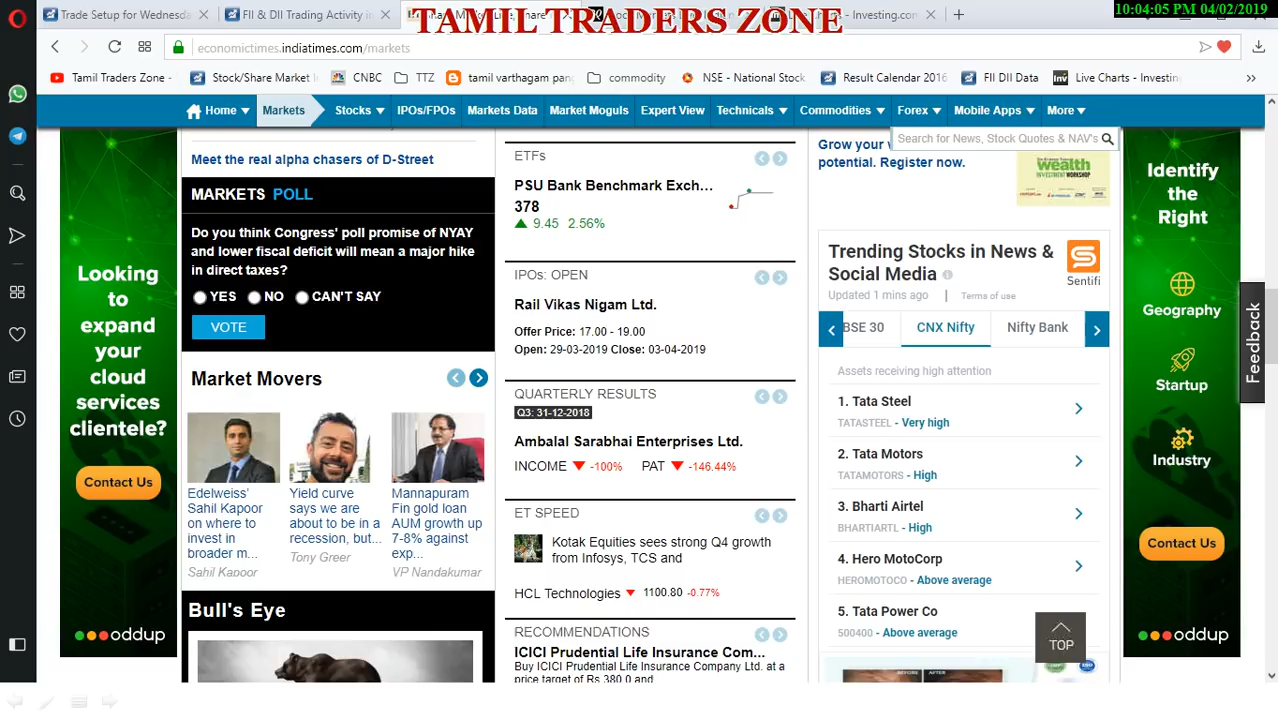 Trade Setup for Wednesda
FII & DII Trading Activity in
TAMIL TRADERS ZONE
Investing.con
10:04:05 PM 04/02/2019
economictimes.indiatimes.com/markets
Tamil Traders Zone -
Stock/Share Market I
CNBC
TTZ
tamil varthagam pan
commodity
NSE - National Stock
Result Calendar 2016
FII DII Data
Live Charts - Investin
Home
Markets
Stocks
IPOs/FPOs
Markets Data
Market Moguls
Expert View
Technicals
Commodities
Forex
Mobile Apps
More
Search for News, Stock Quotes & NAV's
Looking
to
expand
your
cloud
services
clientele?
Contact Us
oddup
Meet the real alpha chasers of D-Street
MARKETS POLL
Do you think Congress' poll promise of NYAY
and lower fiscal deficit will mean a major hike
in direct taxes?
YES NO CAN'T SAY
VOTE
Market Movers
Edelweiss'
Sahil Kapoor
on where to
invest in
broader m...
Sahil Kapoor
Yield curve
says we are
about to be in a
recession, but...
Tony Greer
Mannapuram
Fin gold loan
AUM growth up
7-8% against
exp...
VP Nandakumar
Bull's Eye
ETFs
PSU Bank Benchmark Exch...
378
9.45 2.56%
IPOs: OPEN
Rail Vikas Nigam Ltd.
Offer Price: 17.00 - 19.00
Open: 29-03-2019 Close: 03-04-2019
QUARTERLY RESULTS
Q3: 31-12-2018
Ambalal Sarabhai Enterprises Ltd.
INCOME -100% PAT -146.44%
ET SPEED
Kotak Equities sees strong Q4 growth
from Infosys, TCS and
HCL Technologies 1100.80 -0.77%
RECOMMENDATIONS
ICICI Prudential Life Insurance Com...
Buy ICICI Prudential Life Insurance Company Ltd. at a
price target of Rs 380.0 and
Grow your
potential. Register now.
wealth
INVESTMENT WORKSHOP
Trending Stocks in News &
Social Media
Sentifi
Updated 1 mins ago | Terms of use
BSE 30
CNX Nifty
Nifty Bank
Assets receiving high attention
1. Tata Steel
TATASTEEL - Very high
2. Tata Motors
TATAMOTORS - High
3. Bharti Airtel
BHARTIARTL - High
4. Hero MotoCorp
HEROMOTOCO - Above average
5. Tata Power Co
500400 - Above average
TOP
BEFORE AFTER
Identify
the
Right
Geography
Startup
Industry
Contact Us
oddup
Feedback